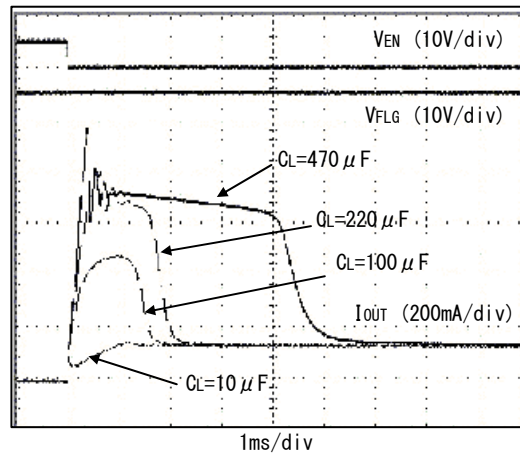 VEN (10V/div)
VFLG (10V/div)
CL=470μF
CL=220μF
CL=100μF
IOUT (200mA/div)
CL=10μF
1ms/div